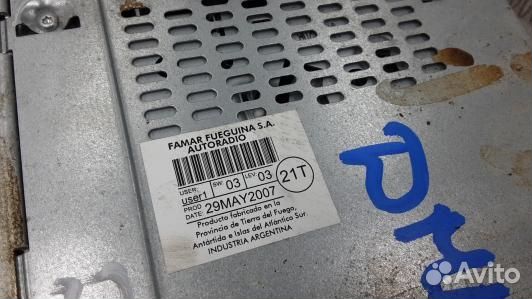 FAMAR FUEGUINA S.A.
AUTORADIO
USER: user1 SW: 03 LEV: 03
PROD DATE: 29MAY2007 21T
Producto fabricado en la
Provincia de Tierra del Fuego,
Antártida e Islas del Atlántico Sur.
INDUSTRIA ARGENTINA
Avito